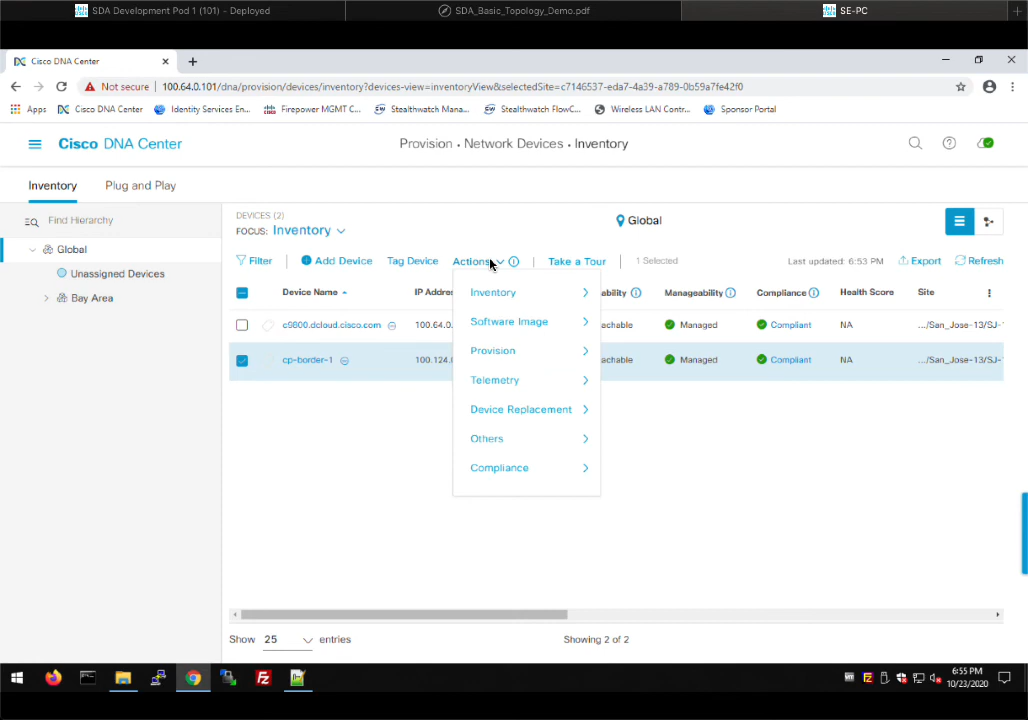 SDA Development Pod 1 (101) - Deployed
SDA_Basic_Topology_Demo.pdf
SE-PC
Cisco DNA Center
Not secure | 100.64.0.101/dna/provision/devices/inventory?devices-view=inventoryView&selectedSite=c7146537-eda7-4a39-a789-0b59a7fe42f0
Apps Cisco DNA Center Identity Services En... Firepower MGMT C... Stealthwatch Mana... Stealthwatch FlowC... Wireless LAN Contr... Sponsor Portal
Cisco DNA Center
Provision • Network Devices • Inventory
Inventory Plug and Play
Find Hierarchy
Global
Unassigned Devices
Bay Area
DEVICES (2)
FOCUS: Inventory
Global
Filter | Add Device Tag Device Actions | Take a Tour | 1 Selected Last updated: 6:53 PM Export Refresh
Device Name IP Addres ability Manageability Compliance Health Score Site
c9800.dcloud.cisco.com 100.64.0. achable Managed Compliant NA .../San_Jose-13/SJ-
cp-border-1 100.124. achable Managed Compliant NA .../San_Jose-13/SJ-
Inventory
Software Image
Provision
Telemetry
Device Replacement
Others
Compliance
Show 25 entries
Showing 2 of 2
6:55 PM
10/23/2020